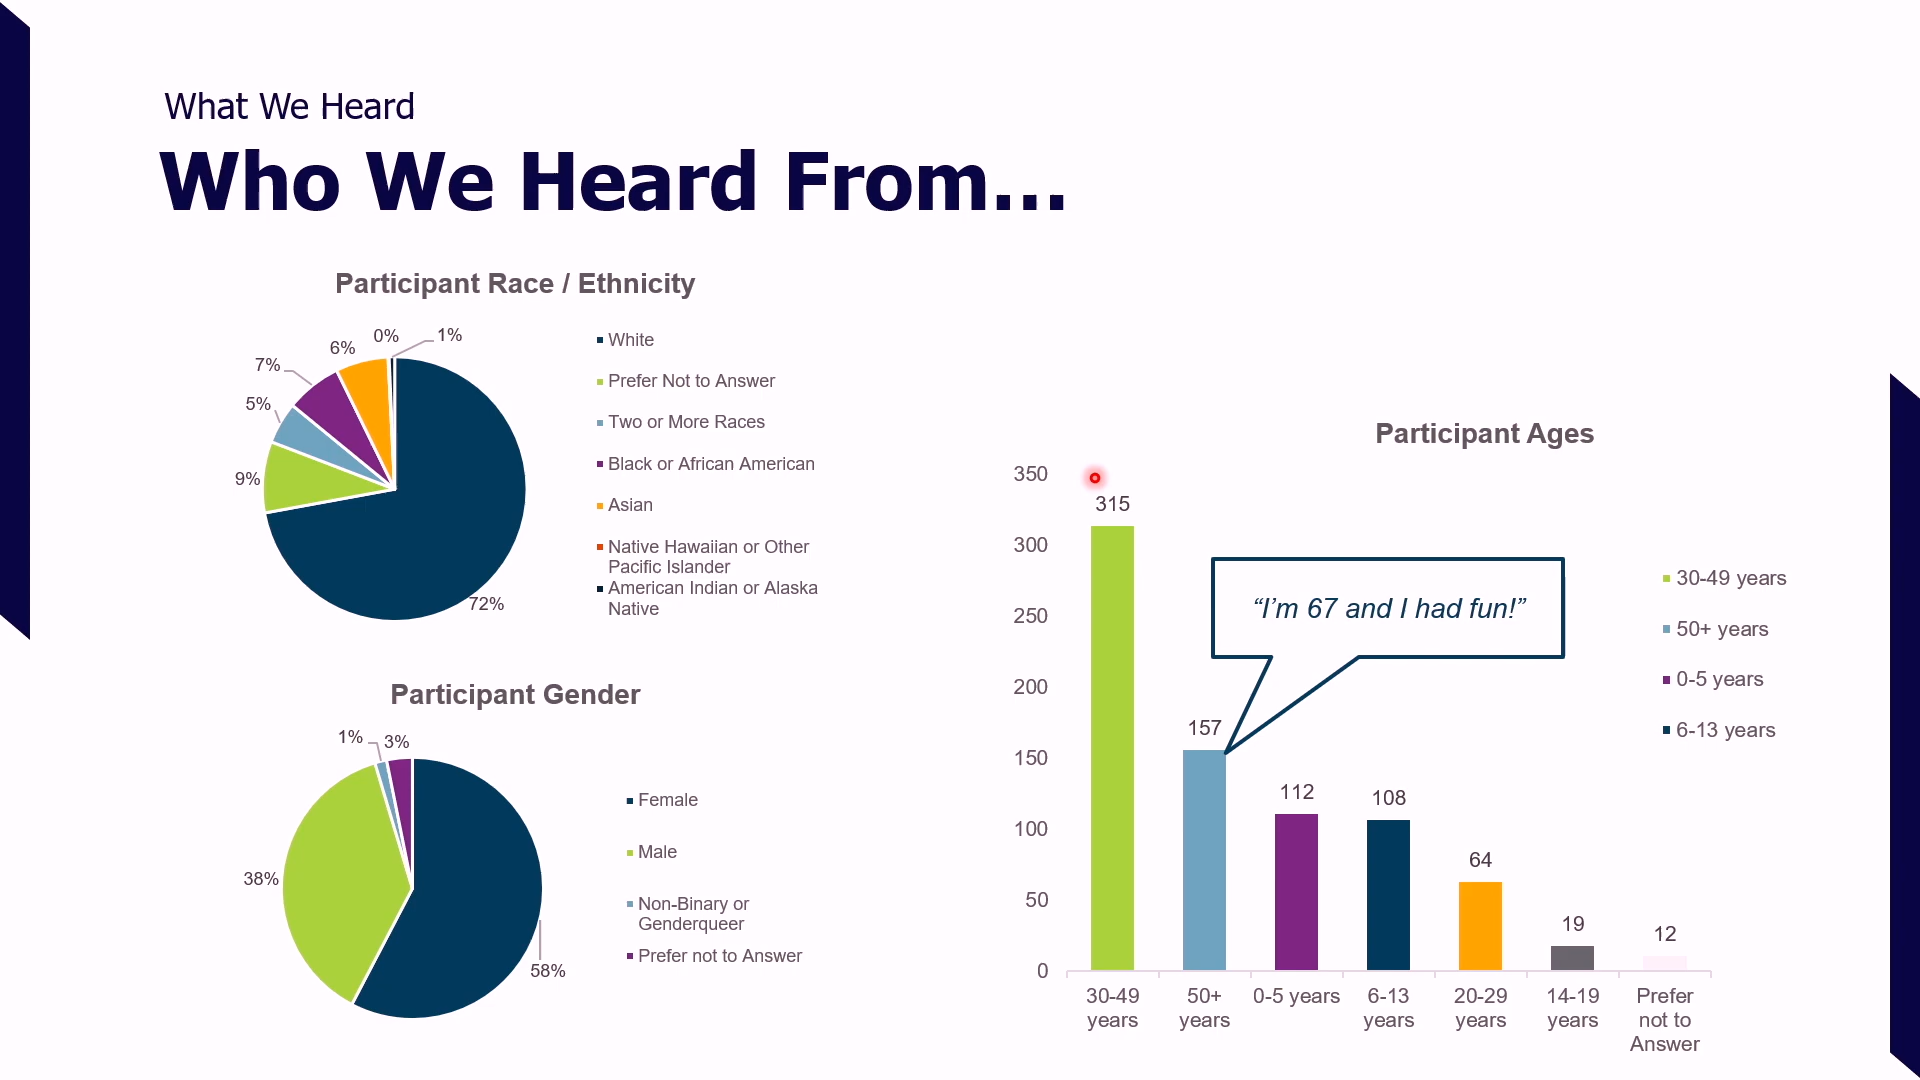 What We Heard
Who We Heard From...
Participant Race / Ethnicity
0%
1%
6%
7%
5%
9%
72%
White
Prefer Not to Answer
Two or More Races
Black or African American
Asian
Native Hawaiian or Other
Pacific Islander
American Indian or Alaska
Native
Participant Gender
1%
3%
38%
58%
Female
Male
Non-Binary or
Genderqueer
Prefer not to Answer
Participant Ages
350
300
250
200
150
100
50
0
315
157
112
108
64
19
12
“I’m 67 and I had fun!”
30-49
years
50+
years
0-5 years
6-13
years
20-29
years
14-19
years
Prefer
not to
Answer
30-49 years
50+ years
0-5 years
6-13 years